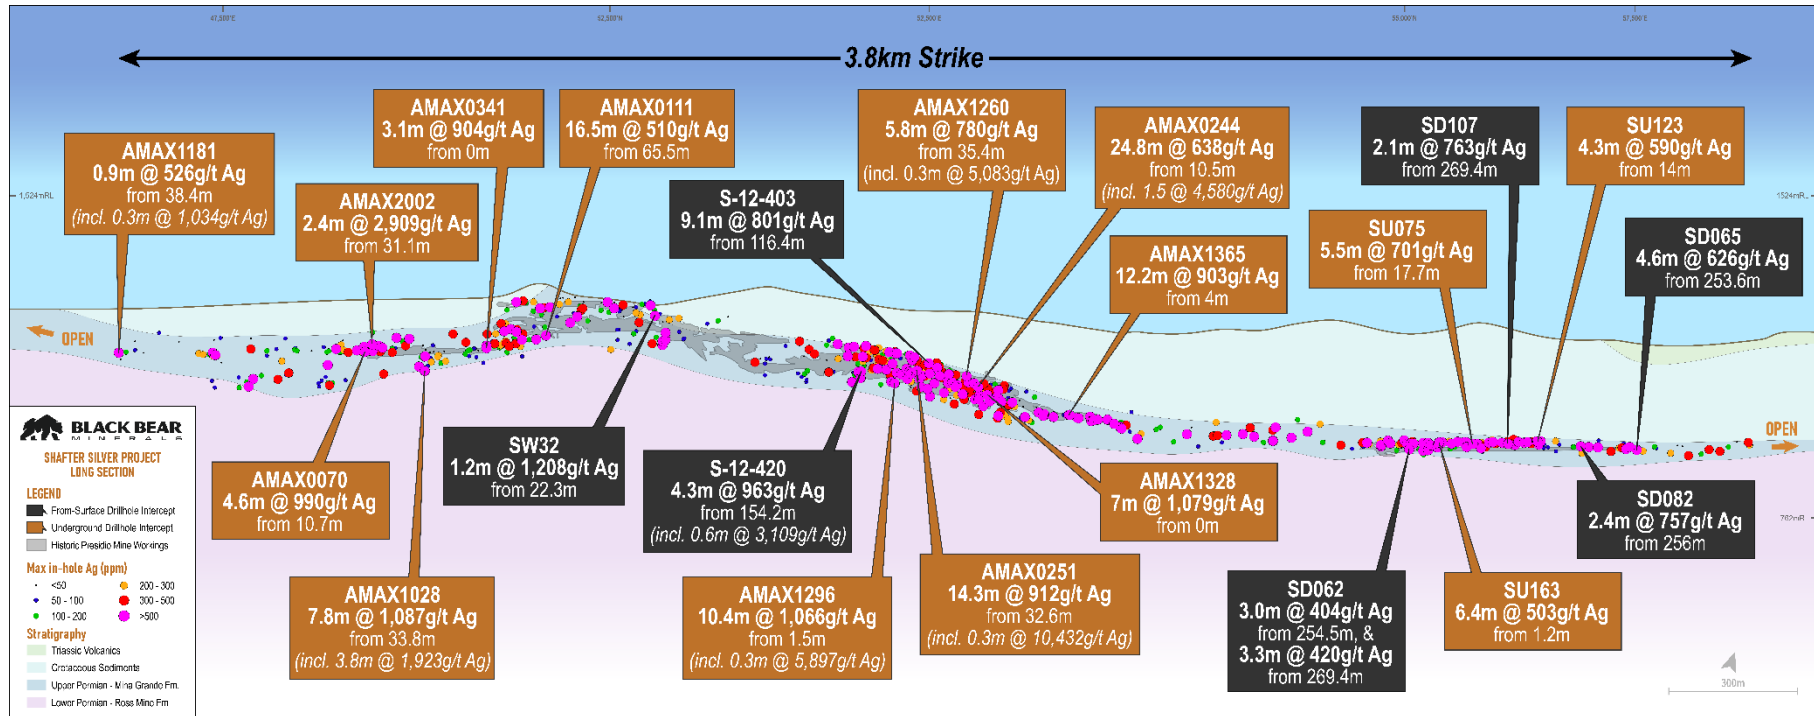 47,500°E
52,500°N
52,500°E
55,000°E
57,500°E
3.8km Strike
AMAX1181
0.9m @ 526g/t Ag
from 38.4m
(incl. 0.3m @ 1,034g/t Ag)
AMAX0341
3.1m @ 904g/t Ag
from 0m
AMAX2002
2.4m @ 2,909g/t Ag
from 31.1m
AMAX0111
16.5m @ 510g/t Ag
from 65.5m
S-12-403
9.1m @ 801g/t Ag
from 116.4m
AMAX1260
5.8m @ 780g/t Ag
from 35.4m
(incl. 0.3m @ 5,083g/t Ag)
AMAX0244
24.8m @ 638g/t Ag
from 10.5m
(incl. 1.5 @ 4,580g/t Ag)
AMAX1365
12.2m @ 903g/t Ag
from 4m
SD107
2.1m @ 763g/t Ag
from 269.4m
SU075
5.5m @ 701g/t Ag
from 17.7m
SU123
4.3m @ 590g/t Ag
from 14m
SD065
4.6m @ 626g/t Ag
from 253.6m
1524mRL
OPEN
OPEN
AMAX0070
4.6m @ 990g/t Ag
from 10.7m
SW32
1.2m @ 1,208g/t Ag
from 22.3m
S-12-420
4.3m @ 963g/t Ag
from 154.2m
(incl. 0.6m @ 3,109g/t Ag)
AMAX1328
7m @ 1,079g/t Ag
from 0m
SD082
2.4m @ 757g/t Ag
from 256m
AMAX1028
7.8m @ 1,087g/t Ag
from 33.8m
(incl. 3.8m @ 1,923g/t Ag)
AMAX1296
10.4m @ 1,066g/t Ag
from 1.5m
(incl. 0.3m @ 5,897g/t Ag)
AMAX0251
14.3m @ 912g/t Ag
from 32.6m
(incl. 0.3m @ 10,432g/t Ag)
SD062
3.0m @ 404g/t Ag
from 254.5m, &
3.3m @ 420g/t Ag
from 269.4m
SU163
6.4m @ 503g/t Ag
from 1.2m
BLACK BEAR
MINERALS
SHAFTER SILVER PROJECT
LONG SECTION
LEGEND
From-Surface Drillhole Intercept
Underground Drillhole Intercept
Historic Presidio Mine Workings
Max in-hole Ag (ppm)
<50
50 - 100
100 - 200
200 - 300
300 - 500
>500
Stratigraphy
Triassic Volcanics
Cretaceous Sediments
Upper Permian - Mina Grande Fm.
Lower Permian - Ross Mine Fm
300m